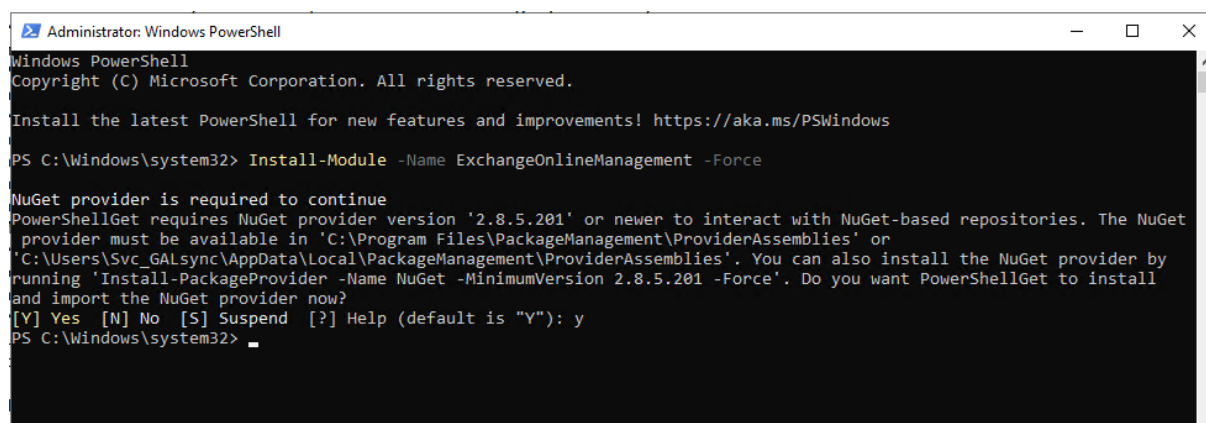 Administrator: Windows PowerShell
Windows PowerShell
Copyright (C) Microsoft Corporation. All rights reserved.
Install the latest PowerShell for new features and improvements! https://aka.ms/PSWindows
PS C:\Windows\system32> Install-Module -Name ExchangeOnlineManagement -Force
NuGet provider is required to continue
PowerShellGet requires NuGet provider version '2.8.5.201' or newer to interact with NuGet-based repositories. The NuGet
provider must be available in 'C:\Program Files\PackageManagement\ProviderAssemblies' or
'C:\Users\Svc_GALsync\AppData\Local\PackageManagement\ProviderAssemblies'. You can also install the NuGet provider by
running 'Install-PackageProvider -Name NuGet -MinimumVersion 2.8.5.201 -Force'. Do you want PowerShellGet to install
and import the NuGet provider now?
[Y] Yes  [N] No  [S] Suspend  [?] Help (default is "Y"): y
PS C:\Windows\system32>